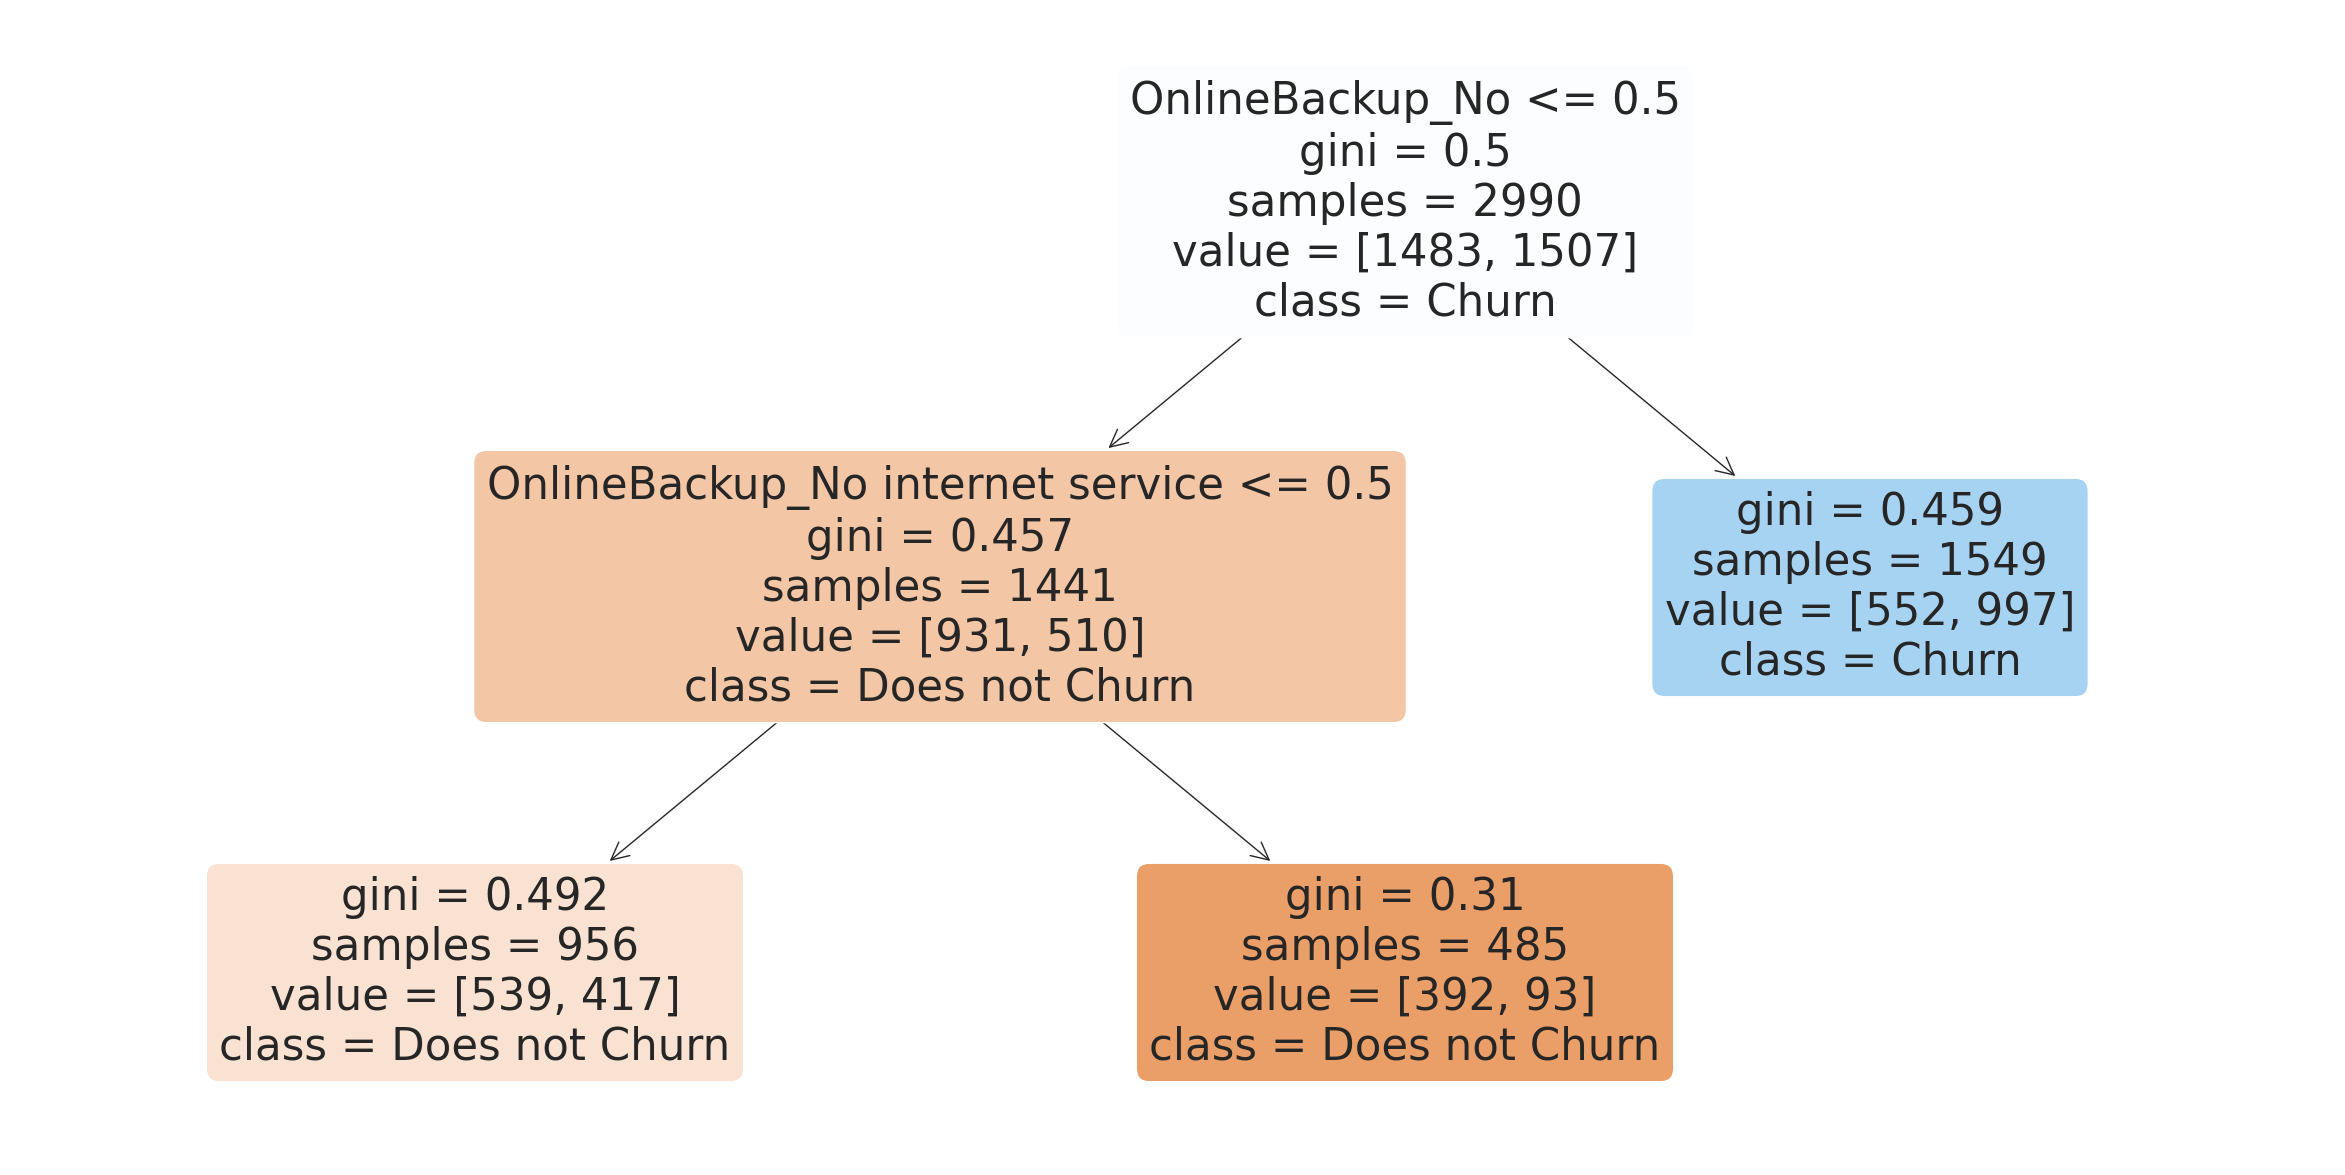 OnlineBackup_No <= 0.5
gini = 0.5
samples = 2990
value = [1483, 1507]
class = Churn
OnlineBackup_No internet service <= 0.5
gini = 0.457
samples = 1441
value = [931, 510]
class = Does not Churn
gini = 0.459
samples = 1549
value = [552, 997]
class = Churn
gini = 0.492
samples = 956
value = [539, 417]
class = Does not Churn
gini = 0.31
samples = 485
value = [392, 93]
class = Does not Churn